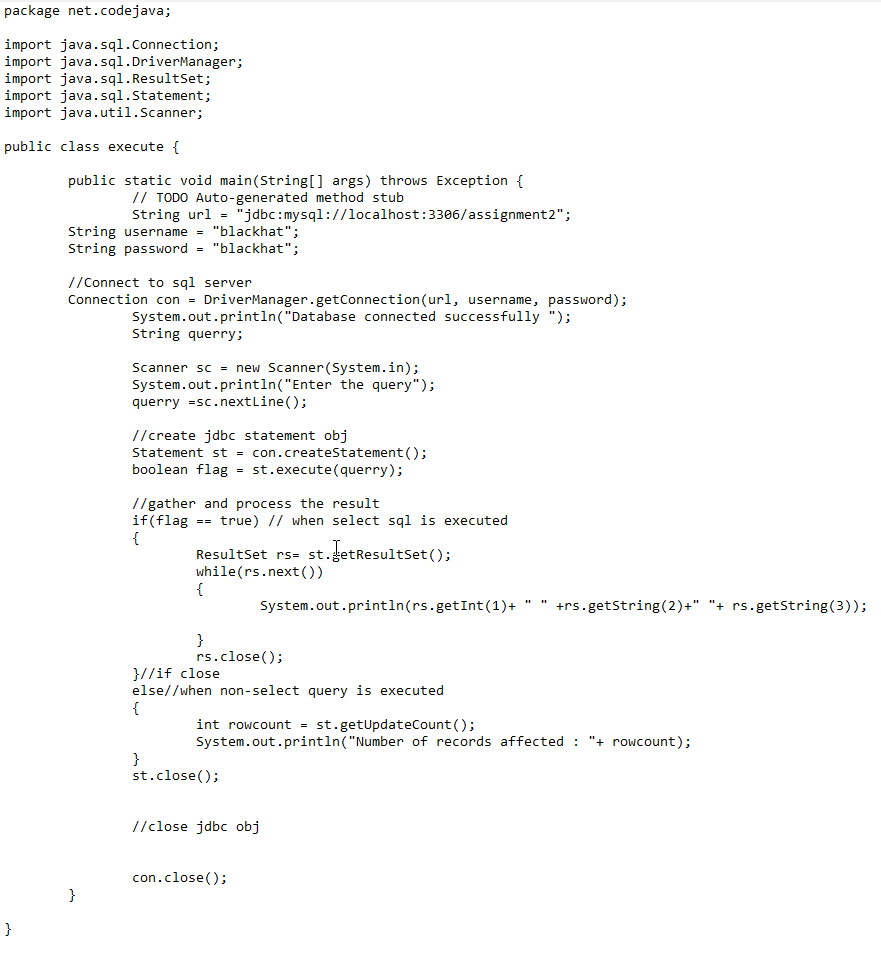 package net.codejava;
import java.sql.Connection;
import java.sql.DriverManager;
import java.sql.ResultSet;
import java.sql.Statement;
import java.util.Scanner;
public class execute {
public static void main(String[] args) throws Exception {
// TODO Auto-generated method stub
String url = "jdbc:mysql://localhost:3306/assignment2";
String username = "blackhat";
String password = "blackhat";
//Connect to sql server
Connection con = DriverManager.getConnection(url, username, password);
System.out.println("Database connected successfully ");
String querry;
Scanner sc = new Scanner(System.in);
System.out.println("Enter the query");
querry =sc.nextLine();
//create jdbc statement obj
Statement st = con.createStatement();
boolean flag = st.execute(querry);
//gather and process the result
if(flag == true) // when select sql is executed
{
ResultSet rs= st.getResultSet();
while(rs.next())
{
System.out.println(rs.getInt(1)+ " " +rs.getString(2)+" "+ rs.getString(3));
}
rs.close();
}//if close
else//when non-select query is executed
{
int rowcount = st.getUpdateCount();
System.out.println("Number of records affected : "+ rowcount);
}
st.close();
//close jdbc obj
con.close();
}
}